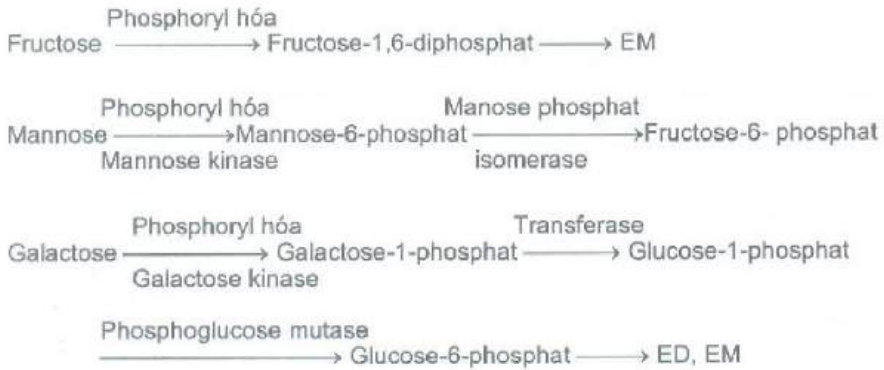 Phosphoryl hóa
Fructose → Fructose-1,6-diphosphat → EM
Phosphoryl hóa Manose phosphat
Mannose → Mannose-6-phosphat → Fructose-6- phosphat
Mannose kinase isomerase
Phosphoryl hóa Transferase
Galactose → Galactose-1-phosphat → Glucose-1-phosphat
Galactose kinase
Phosphoglucose mutase
→ Glucose-6-phosphat → ED, EM